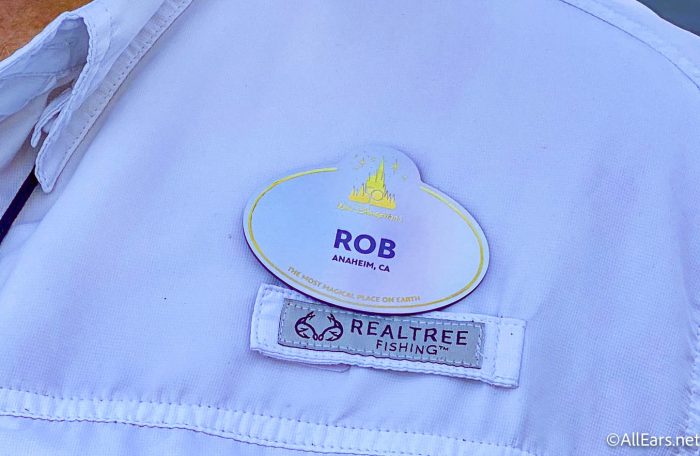 ROB
ANAHEIM, CA
THE MOST MAGICAL PLACE ON EARTH
REALTREE
FISHING™
©AllEars.net